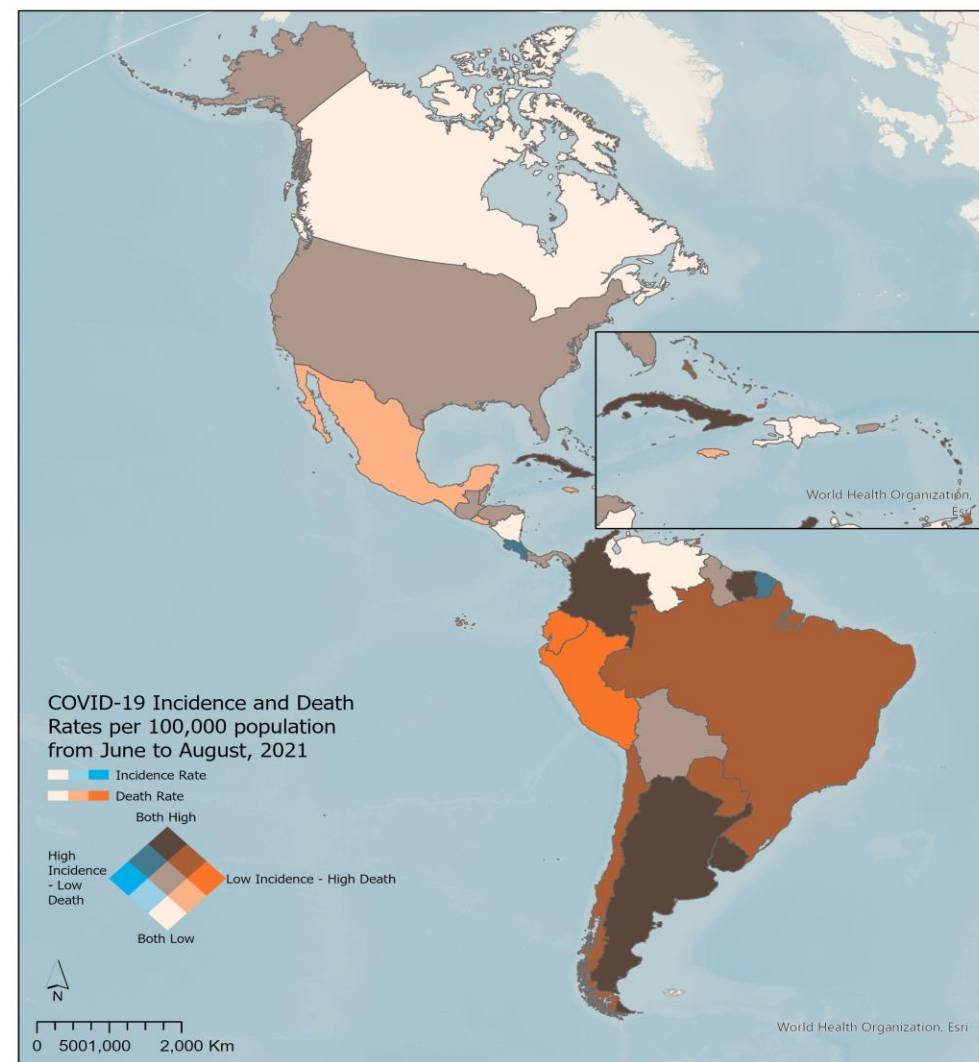 World Health Organization,
Esri
COVID-19 Incidence and Death
Rates per 100,000 population
from June to August, 2021
Incidence Rate
Death Rate
Both High
High
Incidence
- Low
Death
Low Incidence - High Death
Both Low
N
0 5001,000 2,000 Km
World Health Organization, Esri